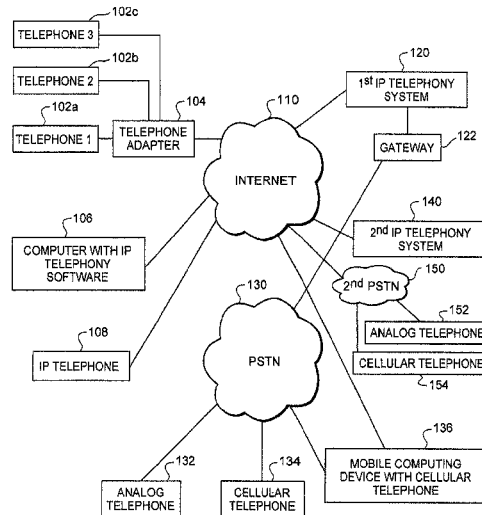 102c
TELEPHONE 3
102b
TELEPHONE 2
102a
TELEPHONE 1
104
TELEPHONE
ADAPTER
110
INTERNET
120
1st IP TELEPHONY
SYSTEM
GATEWAY
122
140
2nd IP TELEPHONY
SYSTEM
106
COMPUTER WITH IP
TELEPHONY
SOFTWARE
150
2nd PSTN
152
ANALOG TELEPHONE
CELLULAR TELEPHONE
154
108
IP TELEPHONE
130
PSTN
132
ANALOG
TELEPHONE
134
CELLULAR
TELEPHONE
136
MOBILE COMPUTING
DEVICE WITH CELLULAR
TELEPHONE